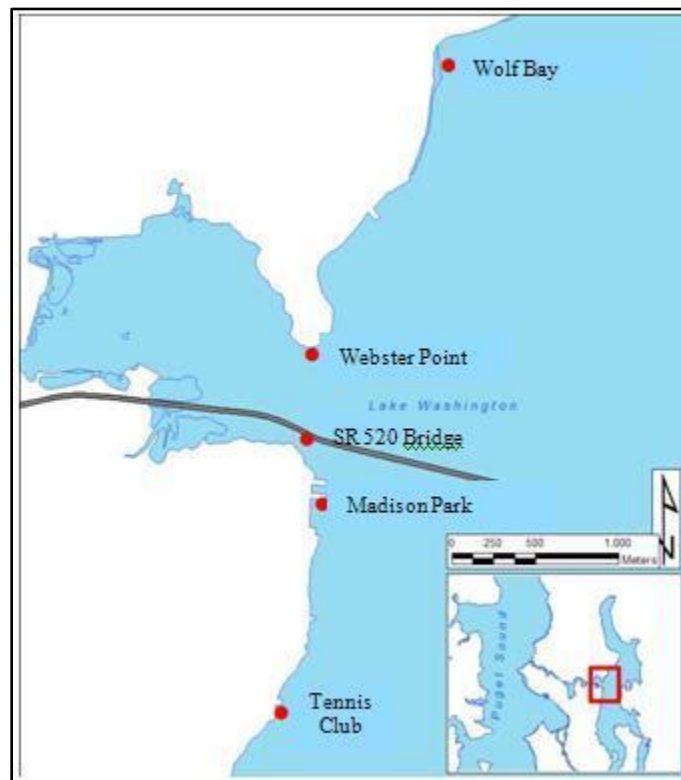 Wolf Bay
Webster Point
Lake Washington
SR 520 Bridge
Madison Park
N
0 250 500 1,000
Meters
Puget Sound
Tennis
Club